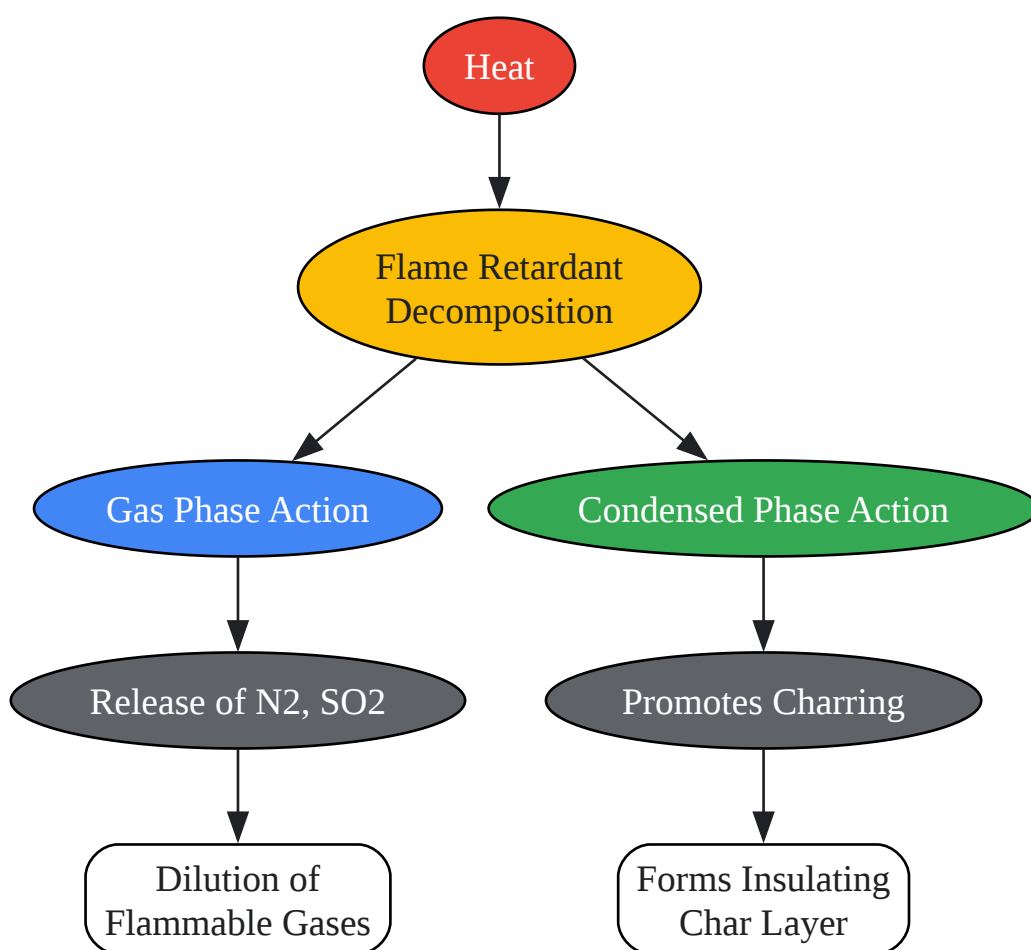 Heat
Flame Retardant
Decomposition
Gas Phase Action
Condensed Phase Action
Release of N2, SO2
Promotes Charring
Dilution of
Flammable Gases
Forms Insulating
Char Layer